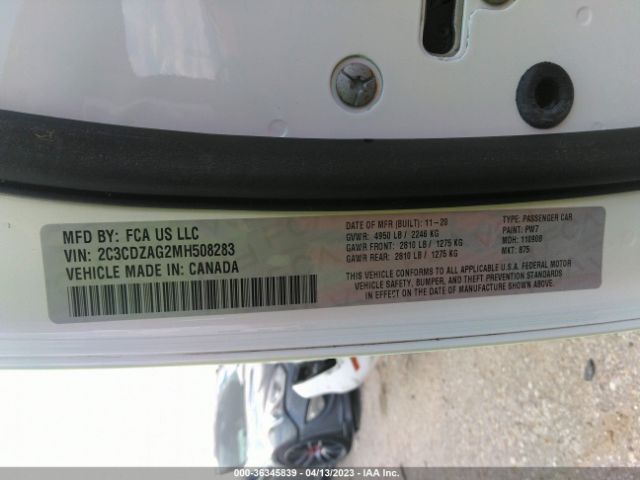 MFD BY: FCA US LLC
VIN: 2C3CDZAG2MH508283
VEHICLE MADE IN: CANADA
DATE OF MFR (BUILT): 11-20
GVWR: 4950 LB / 2246 KG
GAWR FRONT: 2810 LB / 1275 KG
GAWR REAR: 2810 LB / 1275 KG
TYPE: PASSENGER CAR
PAINT: PW7
MDH: 110908
MKT: 875
THIS VEHICLE CONFORMS TO ALL APPLICABLE U.S.A. FEDERAL MOTOR
VEHICLE SAFETY, BUMPER, AND THEFT PREVENTION STANDARDS
IN EFFECT ON THE DATE OF MANUFACTURE SHOWN ABOVE.
000-36345839 - 04/13/2023 - IAA Inc.